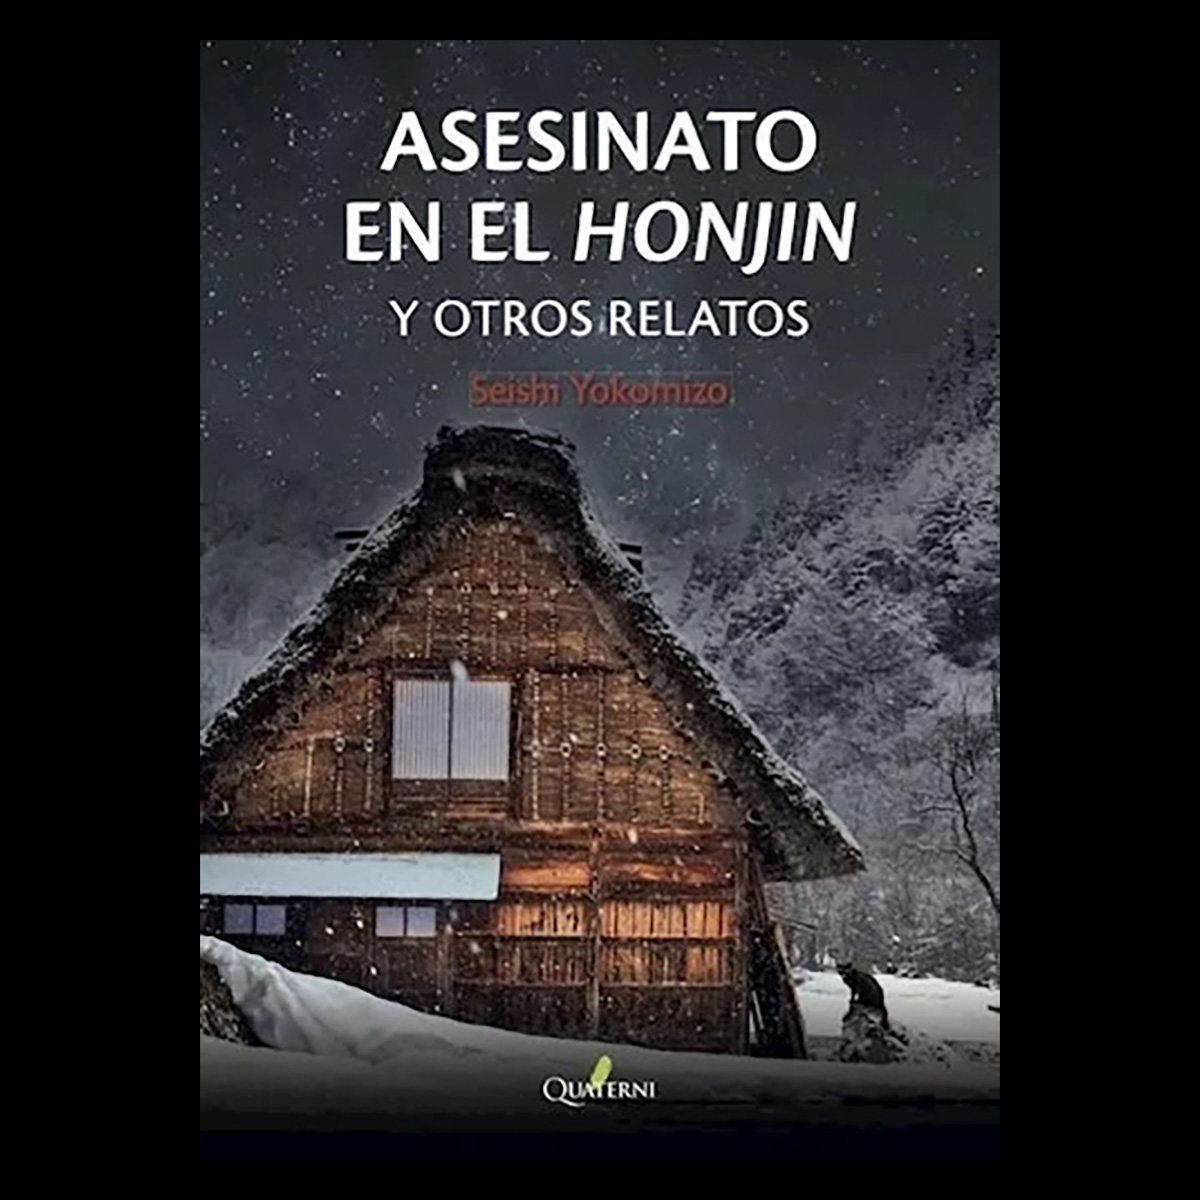 ASESINATO
EN EL HONJIN
Y OTROS RELATOS
Seishi Yokomizo
QUATERNI